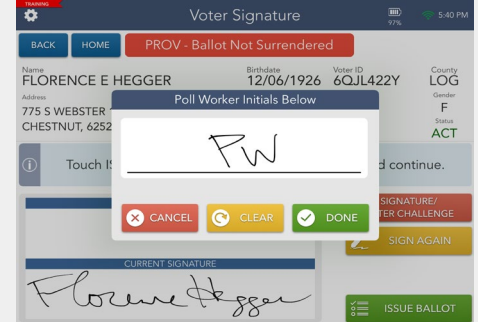 TRAINING
Voter Signature
97%
5:40 PM
BACK
HOME
PROV - Ballot Not Surrendered
Name
FLORENCE E HEGGER
Birthdate
12/06/1926
Voter ID
6QJL422Y
County
LOG
Address
775 S WEBSTER
CHESTNUT, 6252
Gender
F
Status
ACT
Poll Worker Initials Below
PW
CANCEL
CLEAR
DONE
Touch
d continue.
SIGNATURE/
TER CHALLENGE
SIGN AGAIN
CURRENT SIGNATURE
Florence Hegger
ISSUE BALLOT